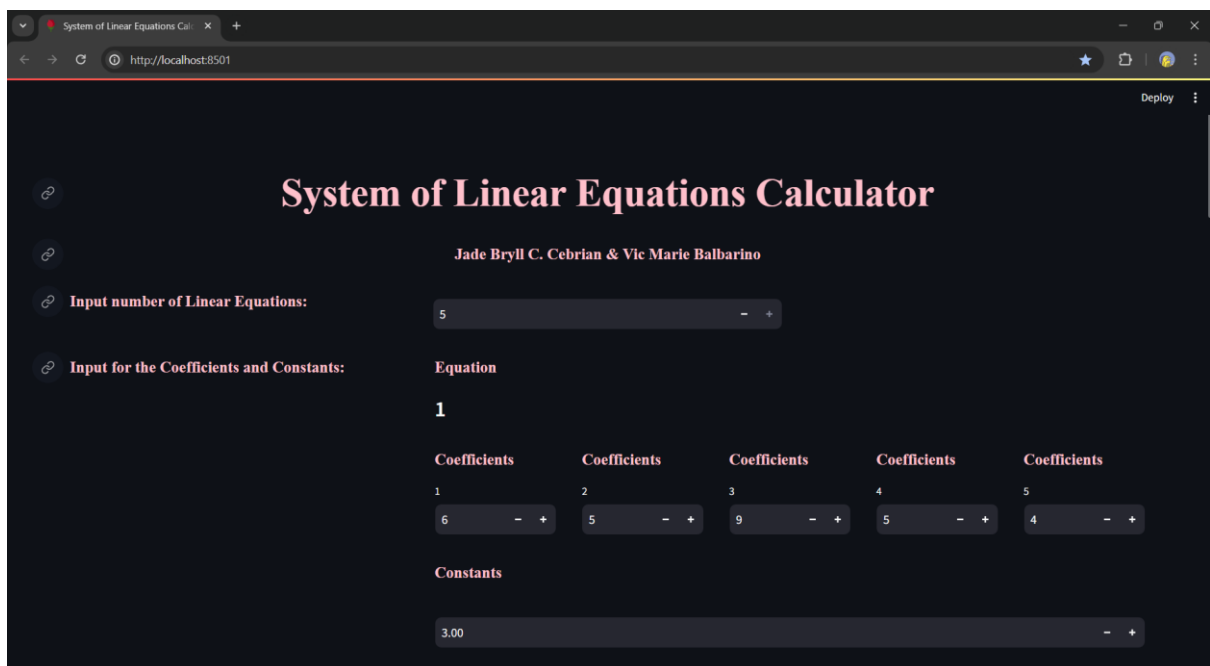 System of Linear Equations Calc
http://localhost:8501
Deploy
System of Linear Equations Calculator
Jade Bryll C. Cebrian & Vic Marie Balbarino
Input number of Linear Equations:
5
Input for the Coefficients and Constants:
Equation
1
Coefficients Coefficients Coefficients Coefficients Coefficients
1 2 3 4 5
6 5 9 5 4
Constants
3.00